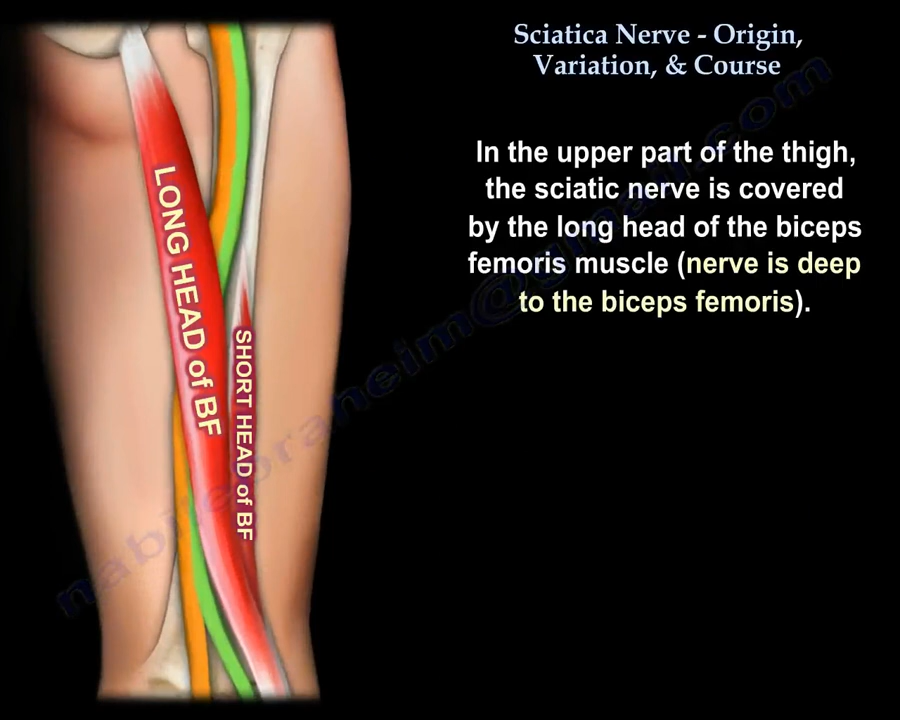 Sciatica Nerve - Origin,
Variation, & Course
In the upper part of the thigh,
the sciatic nerve is covered
by the long head of the biceps
femoris muscle (nerve is deep
to the biceps femoris).
LONG HEAD of BF
SHORT HEAD of BF